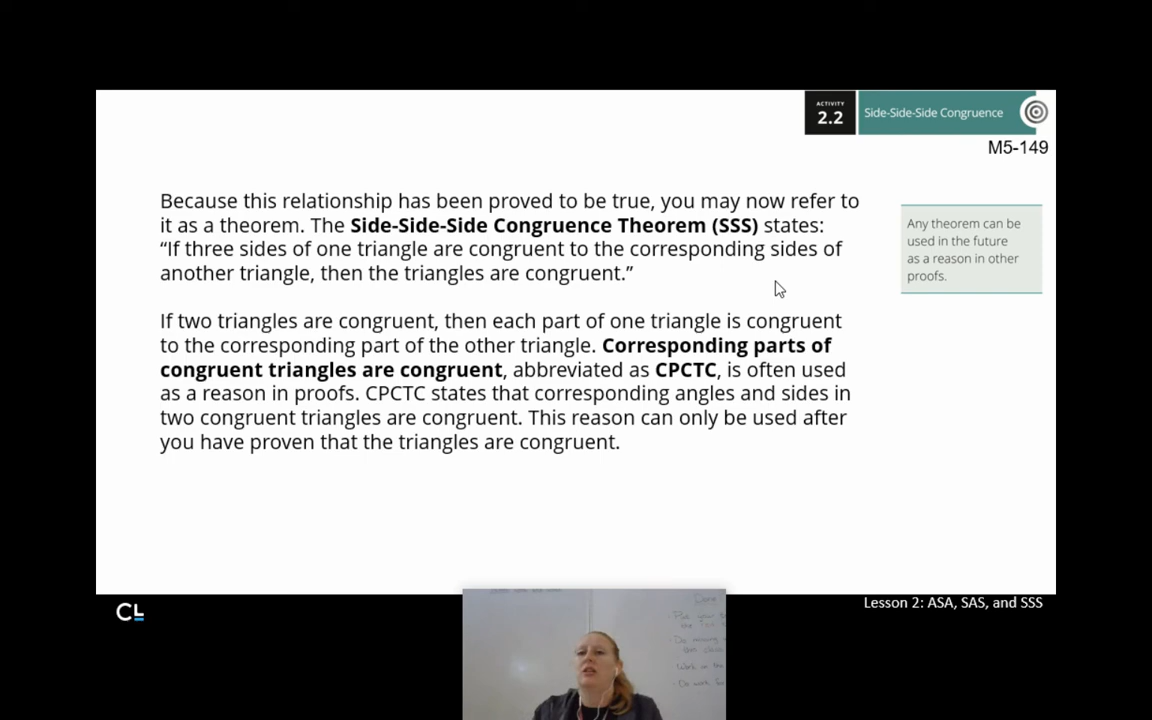 ACTIVITY
2.2
Side-Side-Side Congruence
M5-149
Because this relationship has been proved to be true, you may now refer to
it as a theorem. The Side-Side-Side Congruence Theorem (SSS) states:
“If three sides of one triangle are congruent to the corresponding sides of
another triangle, then the triangles are congruent.”
Any theorem can be
used in the future
as a reason in other
proofs.
If two triangles are congruent, then each part of one triangle is congruent
to the corresponding part of the other triangle. Corresponding parts of
congruent triangles are congruent, abbreviated as CPCTC, is often used
as a reason in proofs. CPCTC states that corresponding angles and sides in
two congruent triangles are congruent. This reason can only be used after
you have proven that the triangles are congruent.
CL
Lesson 2: ASA, SAS, and SSS
Do missing
Work on the
Do work